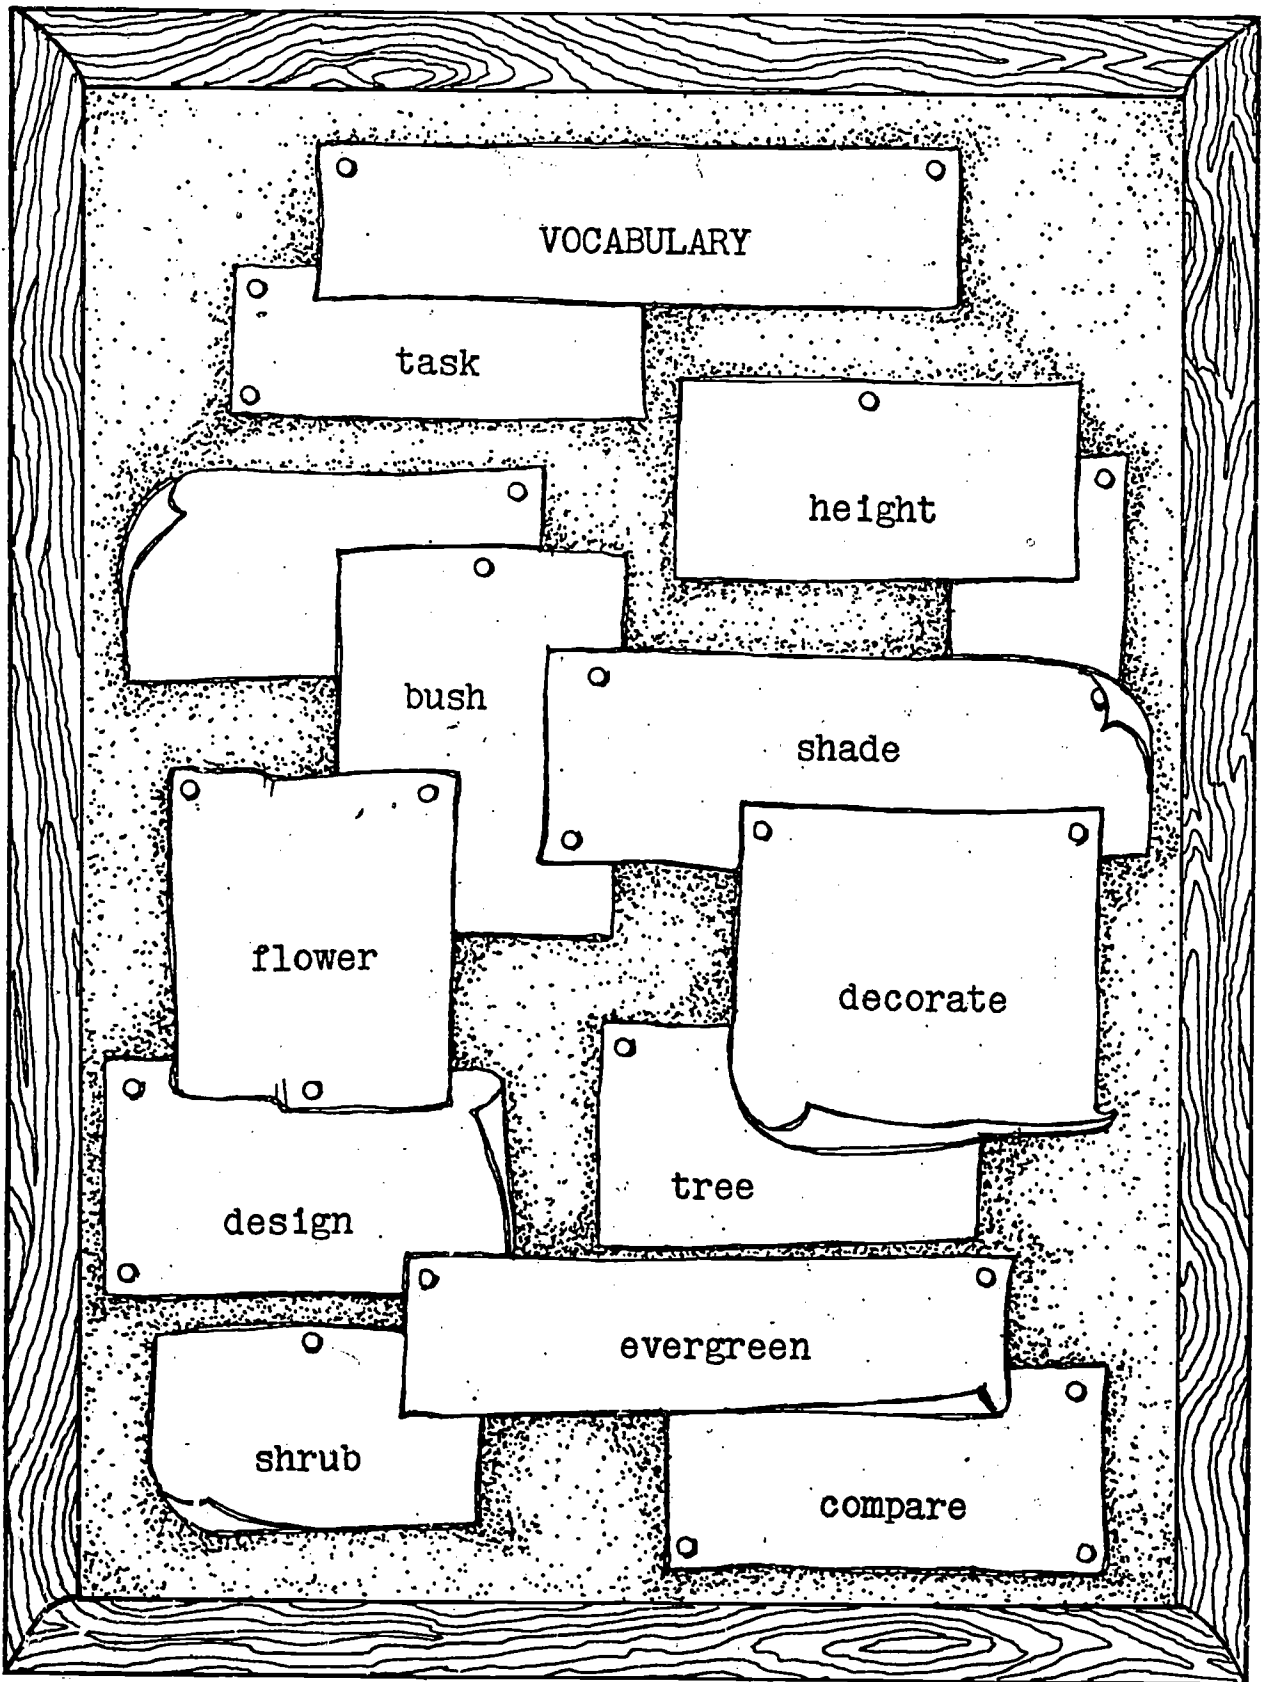 VOCABULARY
task
height
bush
shade
flower
decorate
tree
design
evergreen
shrub
compare